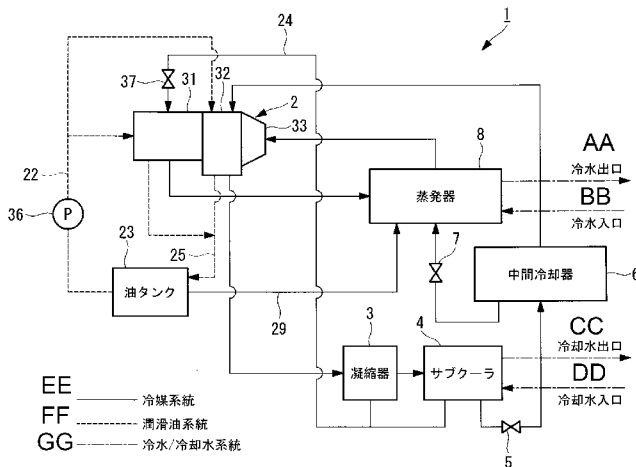 24
1
37
31
32
2
33
8
AA
冷水出口
蒸発器
BB
冷水入口
22
36
P
23
25
7
油タンク
中間冷却器
6
29
3
4
CC
冷却水出口
凝縮器
サブクーラ
DD
冷却水入口
5
EE
冷媒系統
FF
潤滑油系統
GG
冷水/冷却水系統